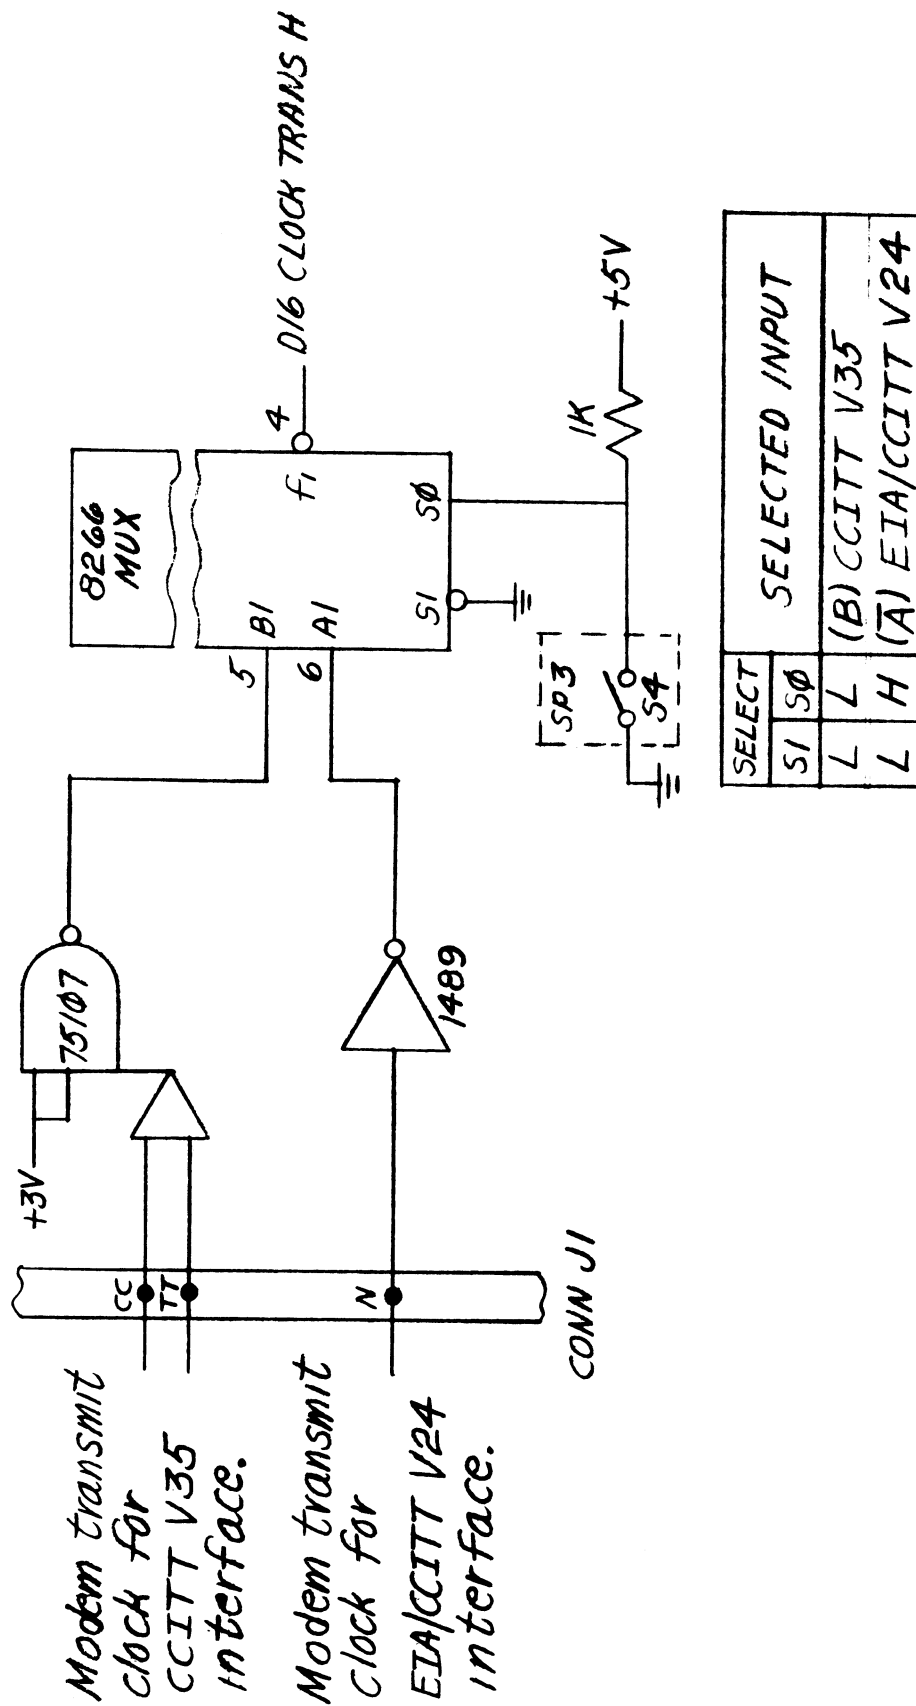 +3V
75107
8266
MUX
5
B1
6
A1
f1
4
D16 CLOCK TRANS H
S1
SØ
CC
TT
N
1489
SP3
S4
1K
+5V
Modem transmit
clock for
CCITT V35
interface.
Modem transmit
clock for
EIA/CCITT V24
interface.
CONN J1
SELECT
SELECTED INPUT
S1 SØ
L L (B) CCITT V35
L H (A̅) EIA/CCITT V24